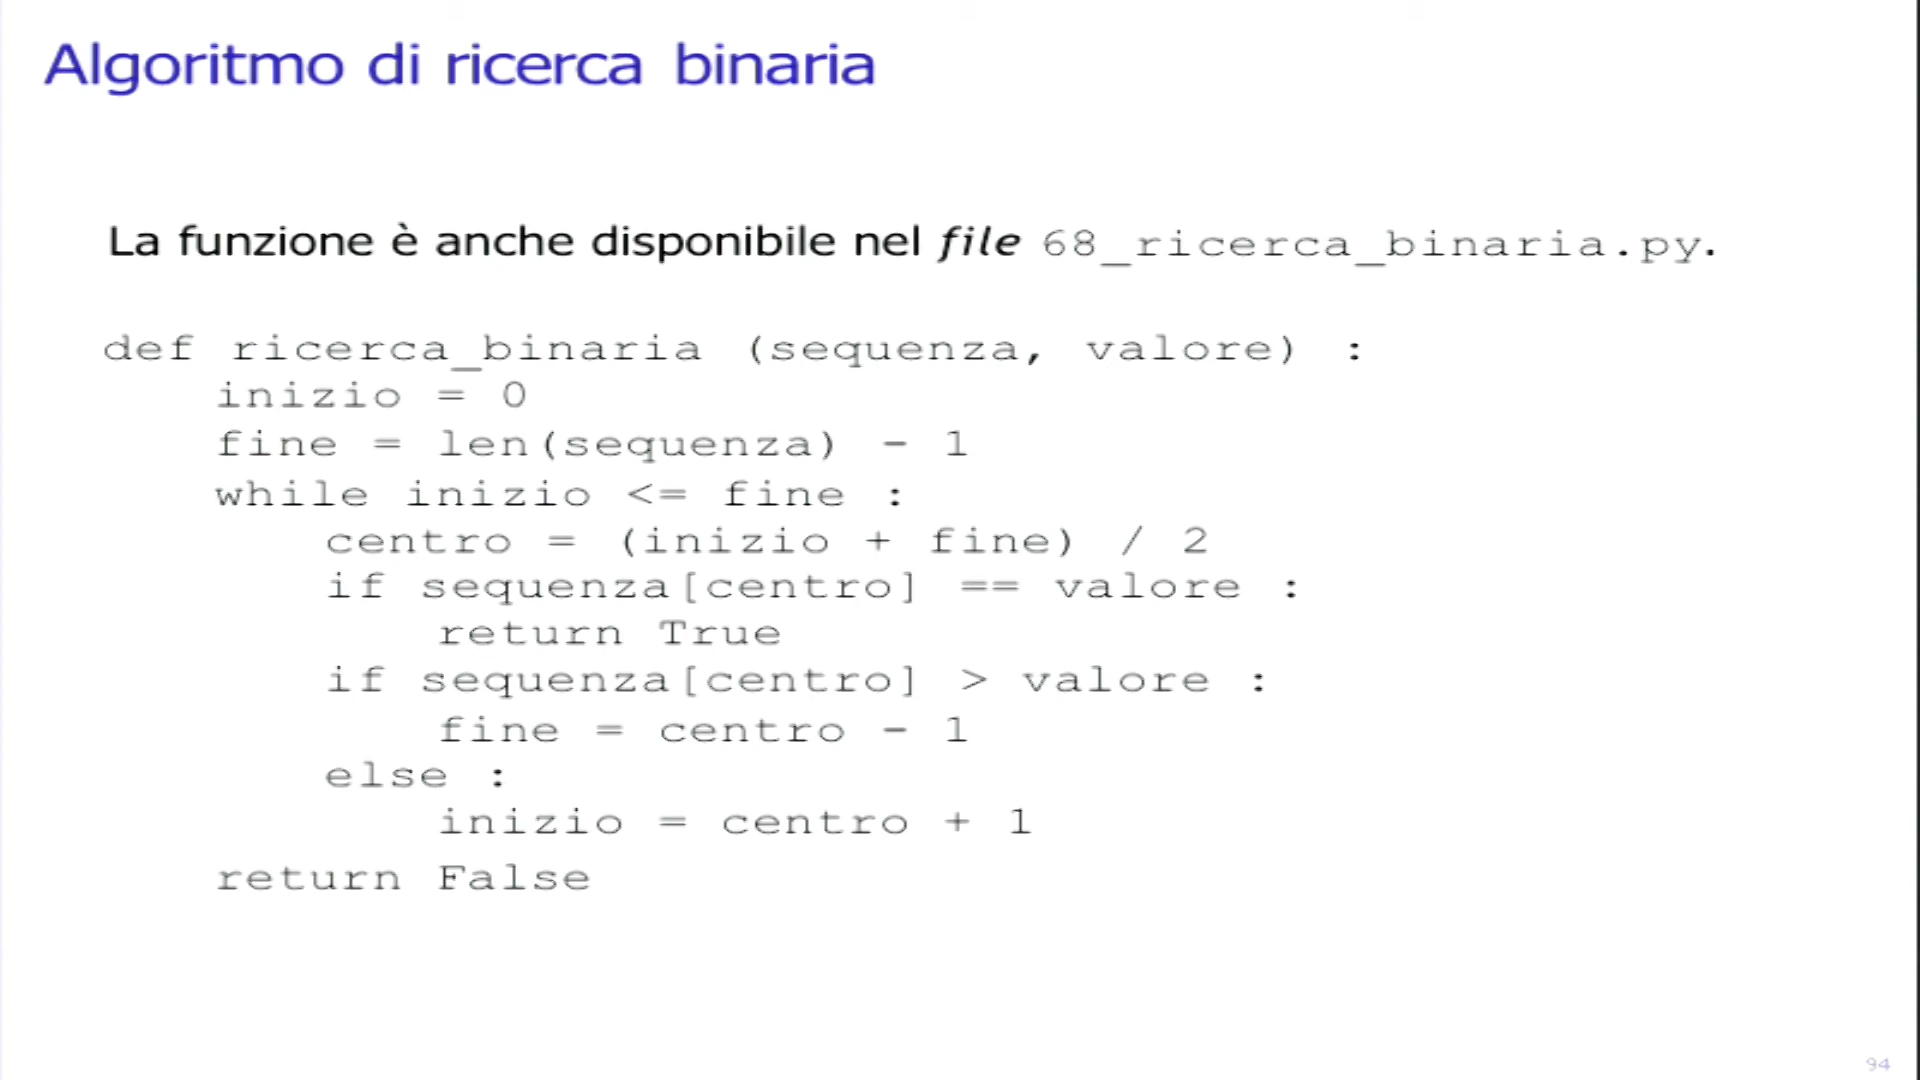 Algoritmo di ricerca binaria
La funzione è anche disponibile nel file 68_ricerca_binaria.py.
def ricerca_binaria (sequenza, valore) :
    inizio = 0
    fine = len(sequenza) - 1
    while inizio <= fine :
        centro = (inizio + fine) / 2
        if sequenza[centro] == valore :
            return True
        if sequenza[centro] > valore :
            fine = centro - 1
        else :
            inizio = centro + 1
    return False
94